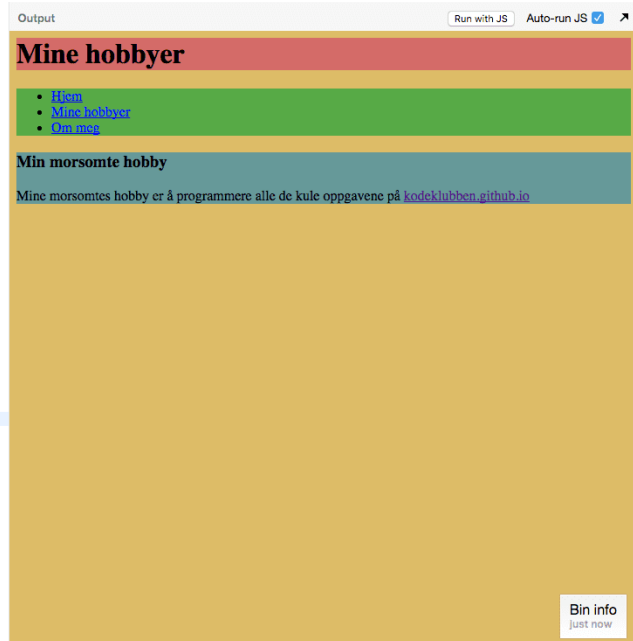 Output
Run with JS
Auto-run JS
Mine hobbyer
Hjem
Mine hobbyer
Om meg
Min morsomte hobby
Mine morsomtes hobby er å programmere alle de kule oppgavene på kodeklubben.github.io
Bin info
just now